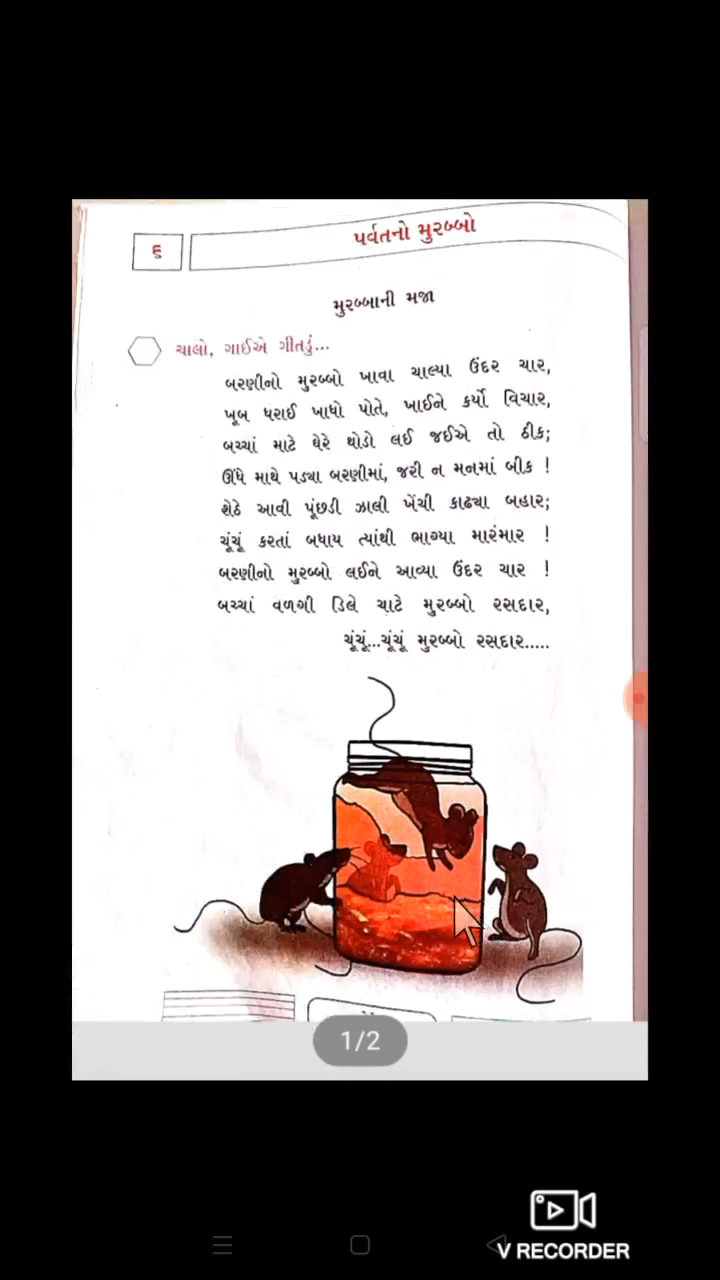 ૬
પર્વતનો મુરબ્બો
મુરબ્બાની મજા
ચાલો, ગાઈએ ગીતડું...
બરણીનો મુરબ્બો ખાવા ચાલ્યા ઉંદર ચાર,
ખૂબ ધરાઈ ખાધો પોતે, ખાઈને કર્યો વિચાર,
બચ્ચાં માટે ઘેરે થોડો લઈ જઈએ તો ઠીક;
ઊંધે માથે પડ્યા બરણીમાં, જરી ન મનમાં બીક !
શેઠે આવી પૂંછડી ઝાલી ખેંચી કાઢ્યા બહાર;
ચૂંચૂં કરતાં બધાય ત્યાંથી ભાગ્યા મારંમાર !
બરણીનો મુરબ્બો લઈને આવ્યા ઉંદર ચાર !
બચ્ચાં વળગી ડિલે ચાટે મુરબ્બો રસદાર,
ચૂંચૂં...ચૂંચૂં મુરબ્બો રસદાર.....
1/2
V RECORDER